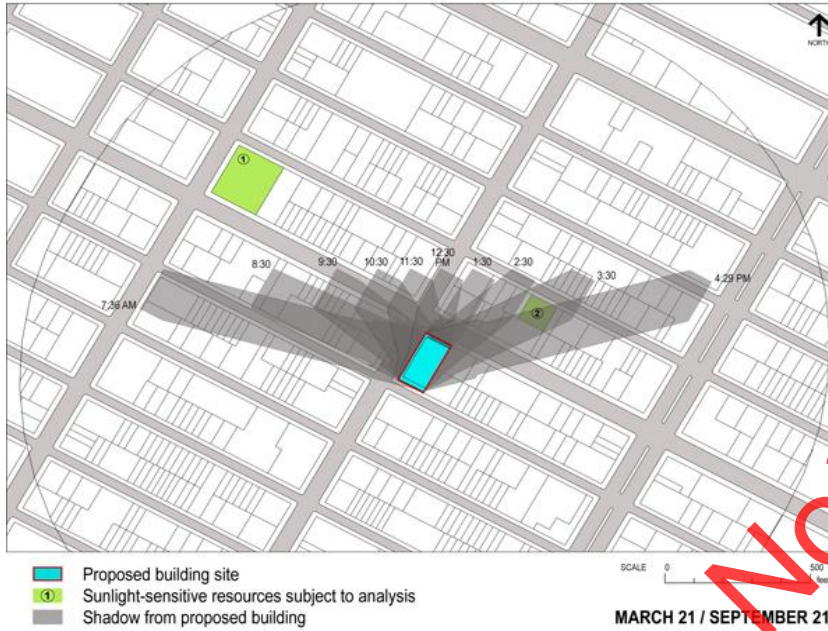 NORTH
①
12:30
PM
8:30
9:30
10:30
11:30
1:30
2:30
3:30
4:29 PM
7:36 AM
②
Proposed building site
① Sunlight-sensitive resources subject to analysis
Shadow from proposed building
SCALE 0 500
feet
MARCH 21 / SEPTEMBER 21
No